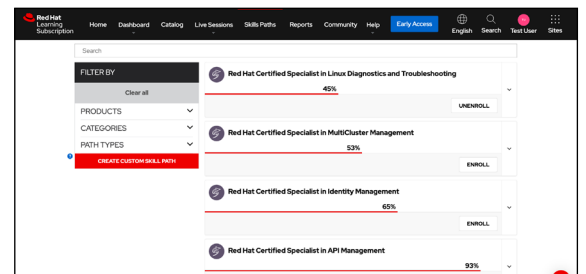 Red Hat
Learning
Subscription
Home Dashboard Catalog Live Sessions Skills Paths Reports Community Help Early Access English Search Test User Sites
Search
FILTER BY
Clear all
PRODUCTS
CATEGORIES
PATH TYPES
CREATE CUSTOM SKILL PATH
Red Hat Certified Specialist in Linux Diagnostics and Troubleshooting
45%
UNENROLL
Red Hat Certified Specialist in MultiCluster Management
53%
ENROLL
Red Hat Certified Specialist in Identity Management
65%
ENROLL
Red Hat Certified Specialist in API Management
93%